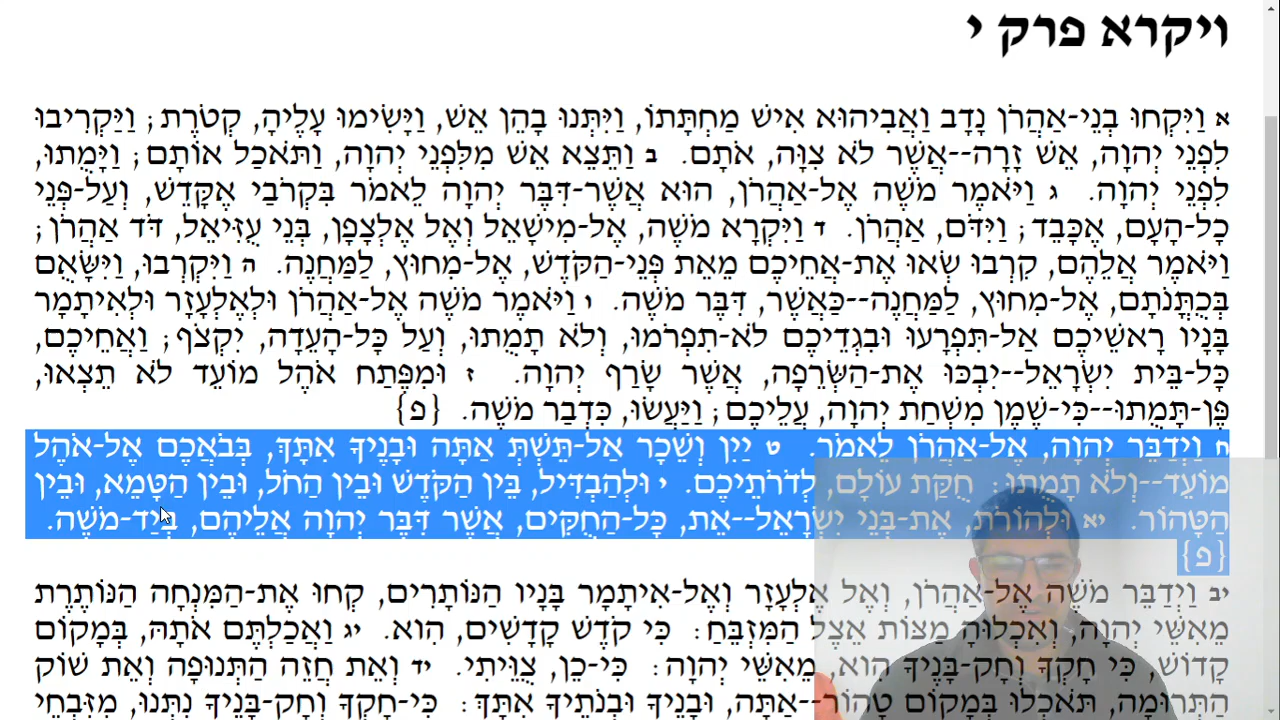 ויקרא פרק י
א וַיִּקְחוּ בְנֵי-אַהֲרֹן נָדָב וַאֲבִיהוּא אִישׁ מַחְתָּתוֹ, וַיִּתְּנוּ בָהֵן אֵשׁ, וַיָּשִׂימוּ עָלֶיהָ, קְטֹרֶת; וַיַּקְרִיבוּ
לִפְנֵי יְהוָה, אֵשׁ זָרָה--אֲשֶׁר לֹא צִוָּה, אֹתָם. ב וַתֵּצֵא אֵשׁ מִלִּפְנֵי יְהוָה, וַתֹּאכַל אוֹתָם; וַיָּמֻתוּ,
לִפְנֵי יְהוָה. ג וַיֹּאמֶר מֹשֶׁה אֶל-אַהֲרֹן, הוּא אֲשֶׁר-דִּבֶּר יְהוָה לֵאמֹר בִּקְרֹבַי אֶקָּדֵשׁ, וְעַל-פְּנֵי
כָל-הָעָם, אֶכָּבֵד; וַיִּדֹּם, אַהֲרֹן. ד וַיִּקְרָא מֹשֶׁה, אֶל-מִישָׁאֵל וְאֶל אֶלְצָפָן, בְּנֵי עֻזִּיאֵל, דֹּד אַהֲרֹן;
וַיֹּאמֶר אֲלֵהֶם, קִרְבוּ שְׂאוּ אֶת-אֲחֵיכֶם מֵאֵת פְּנֵי-הַקֹּדֶשׁ, אֶל-מִחוּץ, לַמַּחֲנֶה. ה וַיִּקְרְבוּ, וַיִּשָּׂאֻם
בְּכֻתֳּנֹתָם, אֶל-מִחוּץ, לַמַּחֲנֶה--כַּאֲשֶׁר, דִּבֶּר מֹשֶׁה. ו וַיֹּאמֶר מֹשֶׁה אֶל-אַהֲרֹן וּלְאֶלְעָזָר וּלְאִיתָמָר
בָּנָיו רָאשֵׁיכֶם אַל-תִּפְרָעוּ וּבִגְדֵיכֶם לֹא-תִפְרֹמוּ, וְלֹא תָמֻתוּ, וְעַל כָּל-הָעֵדָה, יִקְצֹף; וַאֲחֵיכֶם,
כָּל-בֵּית יִשְׂרָאֵל--יִבְכּוּ אֶת-הַשְּׂרֵפָה, אֲשֶׁר שָׂרַף יְהוָה. ז וּמִפֶּתַח אֹהֶל מוֹעֵד לֹא תֵצְאוּ,
פֶּן-תָּמֻתוּ--כִּי-שֶׁמֶן מִשְׁחַת יְהוָה, עֲלֵיכֶם; וַיַּעֲשׂוּ, כִּדְבַר מֹשֶׁה. {פ}
ח וַיְדַבֵּר יְהוָה, אֶל-אַהֲרֹן לֵאמֹר. ט יַיִן וְשֵׁכָר אַל-תֵּשְׁתְּ אַתָּה וּבָנֶיךָ אִתָּךְ, בְּבֹאֲכֶם אֶל-אֹהֶל
מוֹעֵד--וְלֹא תָמֻתוּ: חֻקַּת עוֹלָם, לְדֹרֹתֵיכֶם. י וּלְהַבְדִּיל, בֵּין הַקֹּדֶשׁ וּבֵין הַחֹל, וּבֵין הַטָּמֵא, וּבֵין
הַטָּהוֹר. יא וּלְהוֹרֹת, אֶת-בְּנֵי יִשְׂרָאֵל--אֵת, כָּל-הַחֻקִּים, אֲשֶׁר דִּבֶּר יְהוָה אֲלֵיהֶם, בְּיַד-מֹשֶׁה.
{פ}
יב וַיְדַבֵּר מֹשֶׁה אֶל-אַהֲרֹן, וְאֶל אֶלְעָזָר וְאֶל-אִיתָמָר בָּנָיו הַנּוֹתָרִים, קְחוּ אֶת-הַמִּנְחָה הַנּוֹתֶרֶת
מֵאִשֵּׁי יְהוָה, וְאִכְלוּהָ מַצּוֹת אֵצֶל הַמִּזְבֵּחַ: כִּי קֹדֶשׁ קָדָשִׁים, הִוא. יג וַאֲכַלְתֶּם אֹתָהּ, בְּמָקוֹם
קָדוֹשׁ, כִּי חָקְךָ וְחָק-בָּנֶיךָ הִוא, מֵאִשֵּׁי יְהוָה: כִּי-כֵן, צֻוֵּיתִי. יד וְאֵת חֲזֵה הַתְּנוּפָה וְאֵת שׁוֹק
הַתְּרוּמָה, תֹּאכְלוּ בְּמָקוֹם טָהוֹר--אַתָּה, וּבָנֶיךָ וּבְנֹתֶיךָ אִתָּךְ: כִּי-חָקְךָ וְחָק-בָּנֶיךָ נִתְּנוּ, מִזִּבְחֵי